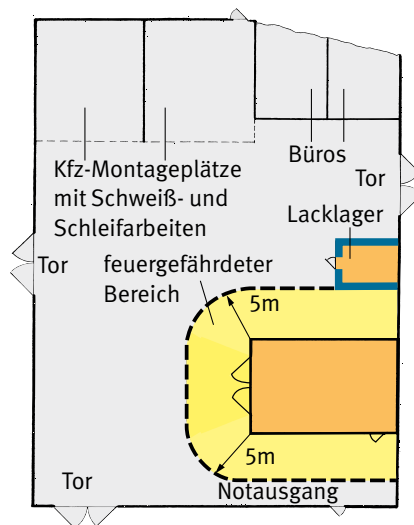 Büros
Kfz-Montageplätze
mit Schweiß- und
Schleifarbeiten
Tor
Lacklager
Tor
feuergefährdeter
Bereich
5m
5m
Tor
Notausgang